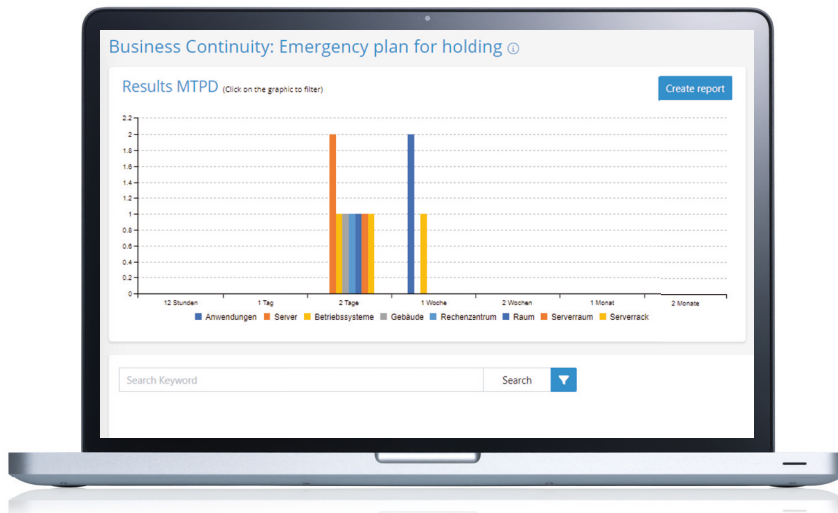 Business Continuity: Emergency plan for holding
Results MTPD (Click on the graphic to filter)
Create report
2.2
2
1.8
1.6
1.4
1.2
1
0.8
0.6
0.4
0.2
0
12 Stunden 1 Tag 2 Tage 1 Woche 2 Wochen 1 Monat 2 Monate
Anwendungen Server Betriebssysteme Gebäude Rechenzentrum Raum Serverraum Serverrack
Search Keyword
Search